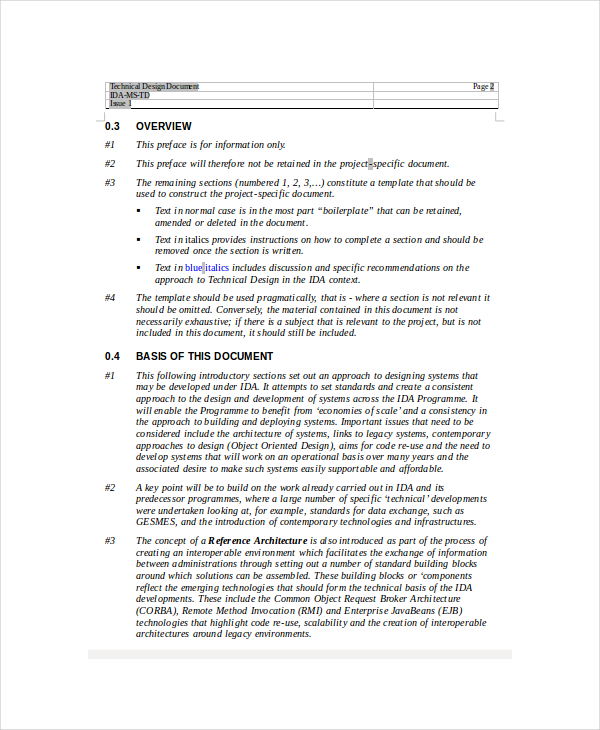 Technical Design Document Page 2
IDA-MS-TD
Issue 1
0.3 OVERVIEW
#1 This preface is for information only.
#2 This preface will therefore not be retained in the project-specific document.
#3 The remaining sections (numbered 1, 2, 3,…) constitute a template that should be
used to construct the project-specific document.
▪ Text in normal case is in the most part “boilerplate” that can be retained,
amended or deleted in the document.
▪ Text in italics provides instructions on how to complete a section and should be
removed once the section is written.
▪ Text in blue italics includes discussion and specific recommendations on the
approach to Technical Design in the IDA context.
#4 The template should be used pragmatically, that is - where a section is not relevant it
should be omitted. Conversely, the material contained in this document is not
necessarily exhaustive; if there is a subject that is relevant to the project, but is not
included in this document, it should still be included.
0.4 BASIS OF THIS DOCUMENT
#1 This following introductory sections set out an approach to designing systems that
may be developed under IDA. It attempts to set standards and create a consistent
approach to the design and development of systems across the IDA Programme. It
will enable the Programme to benefit from ‘economies of scale’ and a consistency in
the approach to building and deploying systems. Important issues that need to be
considered include the architecture of systems, links to legacy systems, contemporary
approaches to design (Object Oriented Design), aims for code re-use and the need to
develop systems that will work on an operational basis over many years and the
associated desire to make such systems easily supportable and affordable.
#2 A key point will be to build on the work already carried out in IDA and its
predecessor programmes, where a large number of specific ‘technical’ developments
were undertaken looking at, for example, standards for data exchange, such as
GESMES, and the introduction of contemporary technologies and infrastructures.
#3 The concept of a Reference Architecture is also introduced as part of the process of
creating an interoperable environment which facilitates the exchange of information
between administrations through setting out a number of standard building blocks
around which solutions can be assembled. These building blocks or ‘components
reflect the emerging technologies that should form the technical basis of the IDA
developments. These include the Common Object Request Broker Architecture
(CORBA), Remote Method Invocation (RMI) and Enterprise JavaBeans (EJB)
technologies that highlight code re-use, scalability and the creation of interoperable
architectures around legacy environments.